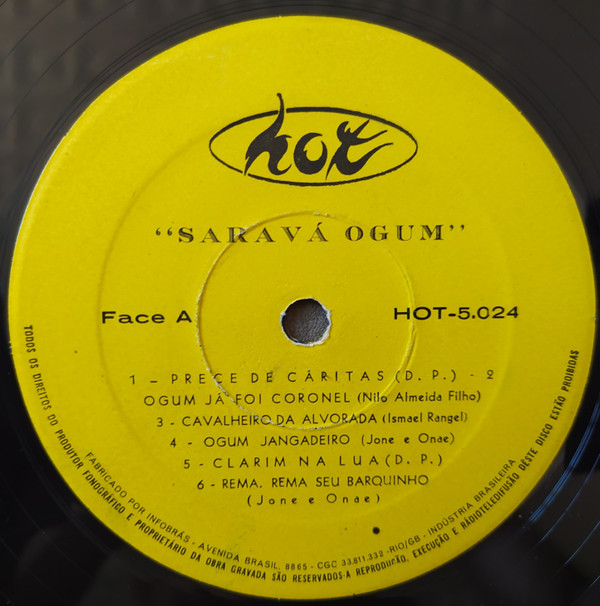 hot
“SARAVÁ OGUM”
Face A
HOT-5.024
1 - PRECE DE CÁRITAS (D. P.) - 2
OGUM JÁ FOI CORONEL (Nilo Almeida Filho)
3 - CAVALHEIRO DA ALVORADA (Ismael Rangel)
4 - OGUM JANGADEIRO (Jone e Onae)
5 - CLARIM NA LUA (D. P.)
6 - REMA, REMA SEU BARQUINHO
(Jone e Onae)
FABRICADO POR INFOBRÁS - AVENIDA BRASIL, 8865 - CGC 33.611.332 - RIO/GB - INDÚSTRIA BRASILEIRA
TODOS OS DIREITOS DO PRODUTOR FONOGRÁFICO E PROPRIETÁRIO DA OBRA GRAVADA SÃO RESERVADOS-A REPRODUÇÃO, EXECUÇÃO E RÁDIOTELEDIFUSÃO DESTE DISCO ESTÃO PROIBIDAS